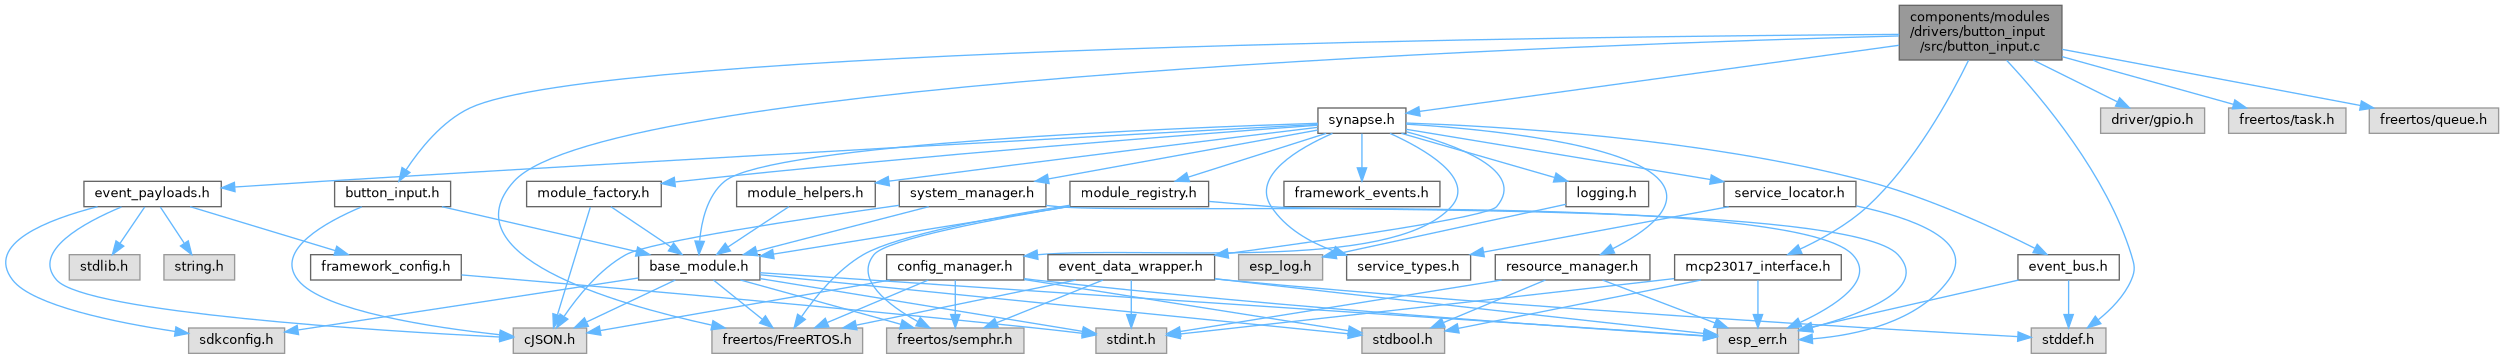 components/modules
/drivers/button_input
/src/button_input.c
synapse.h
driver/gpio.h
freertos/task.h
freertos/queue.h
event_payloads.h
button_input.h
module_factory.h
module_helpers.h
system_manager.h
module_registry.h
framework_events.h
logging.h
service_locator.h
stdlib.h
string.h
framework_config.h
base_module.h
config_manager.h
event_data_wrapper.h
esp_log.h
service_types.h
resource_manager.h
mcp23017_interface.h
event_bus.h
sdkconfig.h
cJSON.h
freertos/FreeRTOS.h
freertos/semphr.h
stdint.h
stdbool.h
esp_err.h
stddef.h